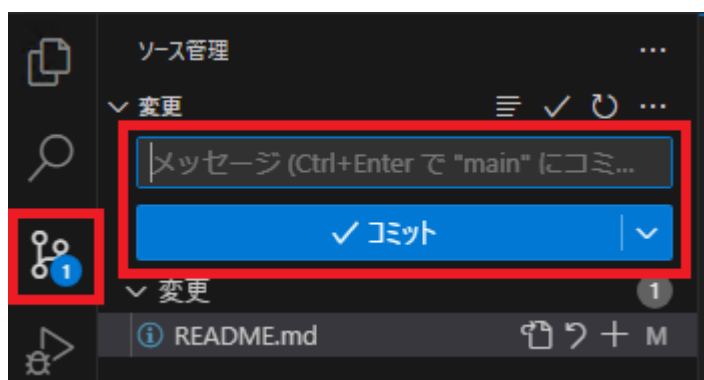 ソース管理
変更
メッセージ (Ctrl+Enter で "main" にコミ...
コミット
1
変更 1
README.md M